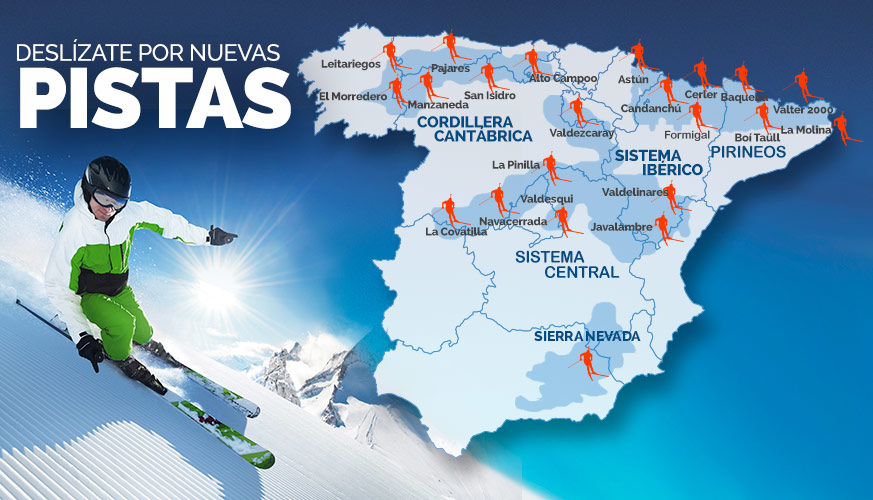 DESLÍZATE POR NUEVAS
PISTAS
Leitariegos
Pajares
Alto Campoo
Astún
Cerler
Baqueira
Valter 2000
El Morredero
Manzaneda
San Isidro
Candanchú
Formigal
Boí Taüll
La Molina
CORDILLERA
CANTÁBRICA
Valdezcaray
SISTEMA
IBÉRICO
PIRINEOS
La Pinilla
Valdesqui
Valdelinares
La Covatilla
Navacerrada
Javalambre
SISTEMA
CENTRAL
SIERRA NEVADA